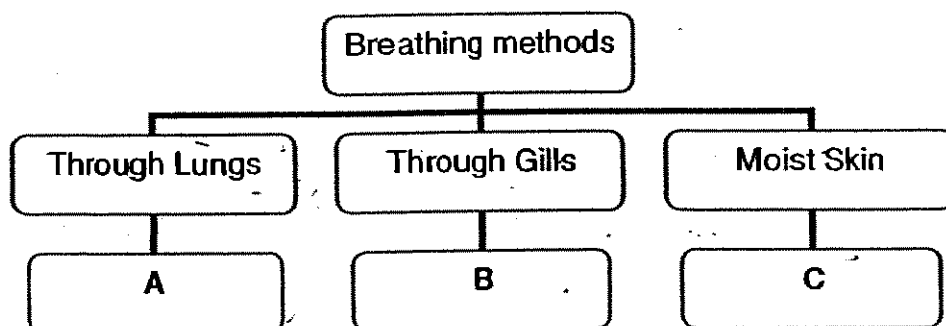 Breathing methods
Through Lungs
Through Gills
Moist Skin
A
B
C